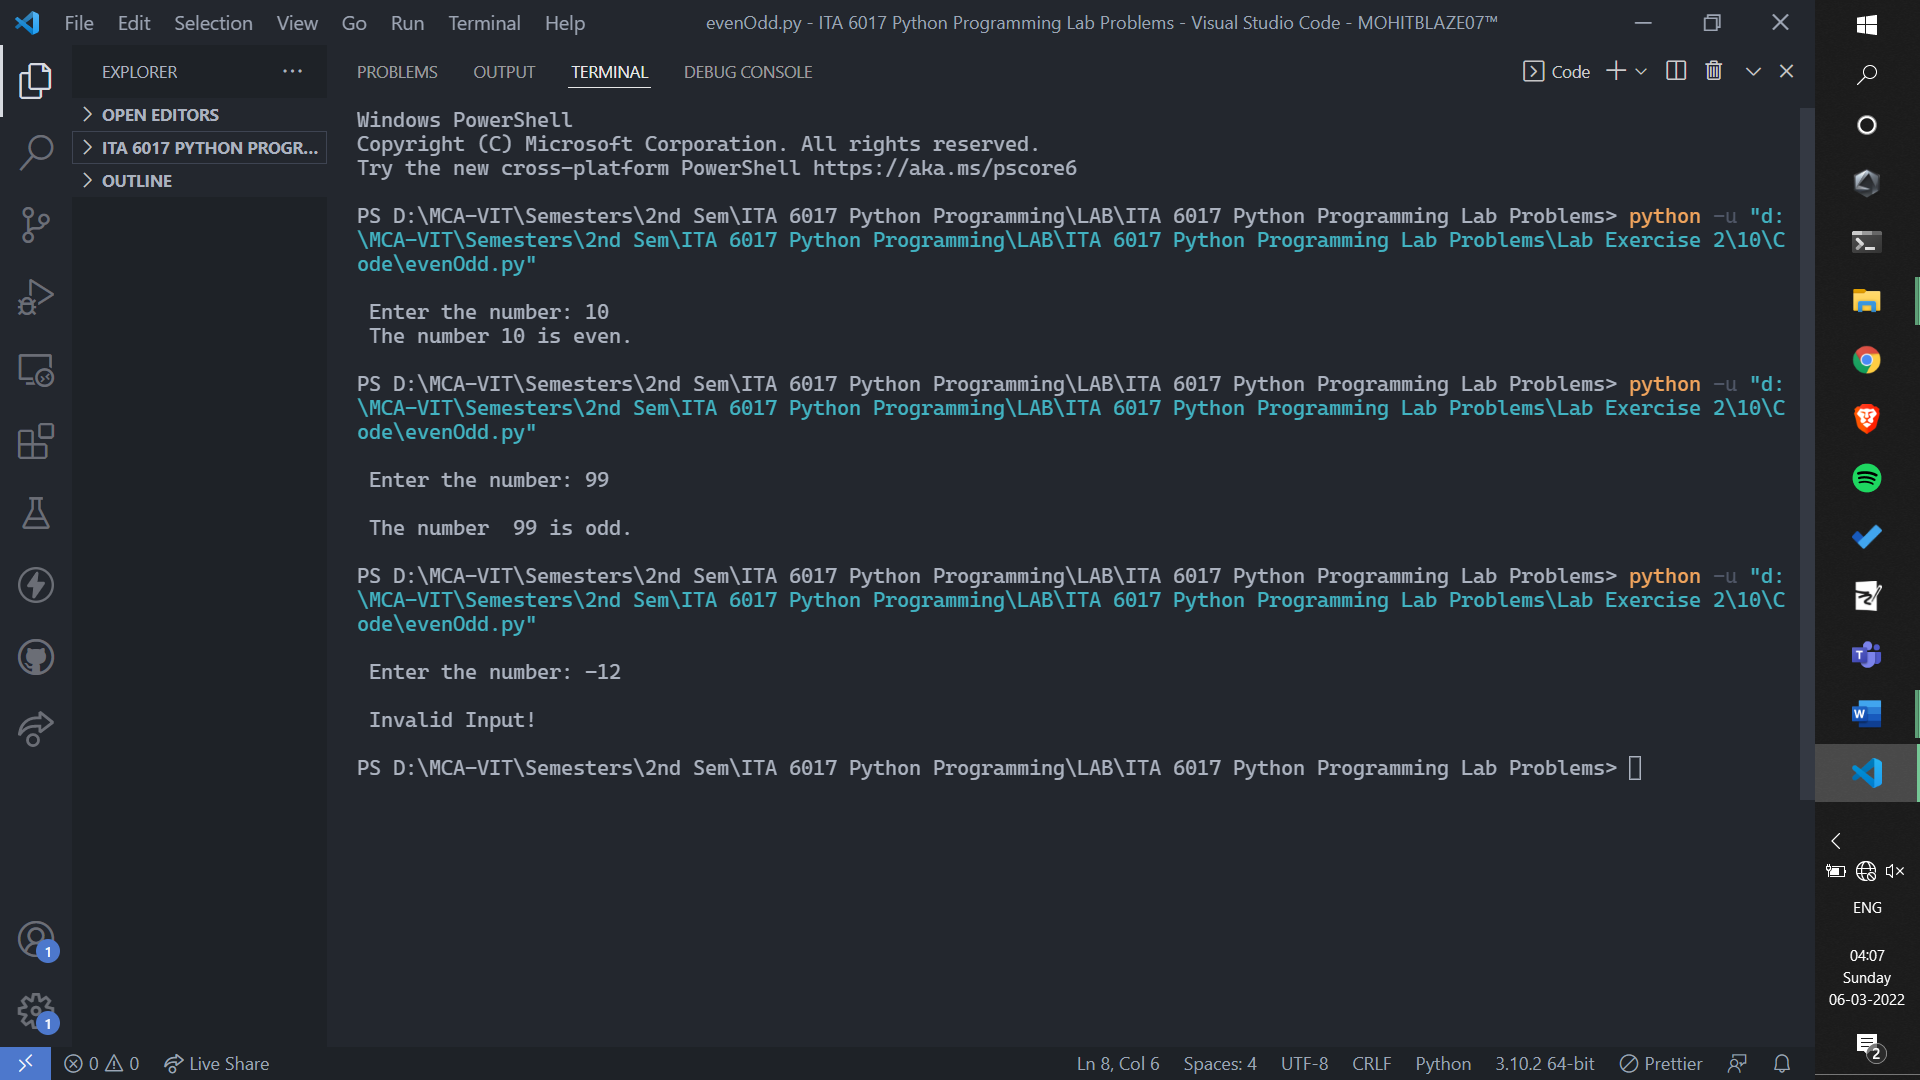 File Edit Selection View Go Run Terminal Help
evenOdd.py - ITA 6017 Python Programming Lab Problems - Visual Studio Code - MOHITBLAZE07™
EXPLORER
OPEN EDITORS
ITA 6017 PYTHON PROGR...
OUTLINE
PROBLEMS OUTPUT TERMINAL DEBUG CONSOLE
Code
Windows PowerShell
Copyright (C) Microsoft Corporation. All rights reserved.
Try the new cross-platform PowerShell https://aka.ms/pscore6
PS D:\MCA-VIT\Semesters\2nd Sem\ITA 6017 Python Programming\LAB\ITA 6017 Python Programming Lab Problems> python -u "d:
\MCA-VIT\Semesters\2nd Sem\ITA 6017 Python Programming\LAB\ITA 6017 Python Programming Lab Problems\Lab Exercise 2\10\C
ode\evenOdd.py"
Enter the number: 10
The number 10 is even.
PS D:\MCA-VIT\Semesters\2nd Sem\ITA 6017 Python Programming\LAB\ITA 6017 Python Programming Lab Problems> python -u "d:
\MCA-VIT\Semesters\2nd Sem\ITA 6017 Python Programming\LAB\ITA 6017 Python Programming Lab Problems\Lab Exercise 2\10\C
ode\evenOdd.py"
Enter the number: 99
The number  99 is odd.
PS D:\MCA-VIT\Semesters\2nd Sem\ITA 6017 Python Programming\LAB\ITA 6017 Python Programming Lab Problems> python -u "d:
\MCA-VIT\Semesters\2nd Sem\ITA 6017 Python Programming\LAB\ITA 6017 Python Programming Lab Problems\Lab Exercise 2\10\C
ode\evenOdd.py"
Enter the number: -12
Invalid Input!
PS D:\MCA-VIT\Semesters\2nd Sem\ITA 6017 Python Programming\LAB\ITA 6017 Python Programming Lab Problems>
1
1
0 0 Live Share
Ln 8, Col 6 Spaces: 4 UTF-8 CRLF Python 3.10.2 64-bit Prettier
T
W
ENG
04:07
Sunday
06-03-2022
2